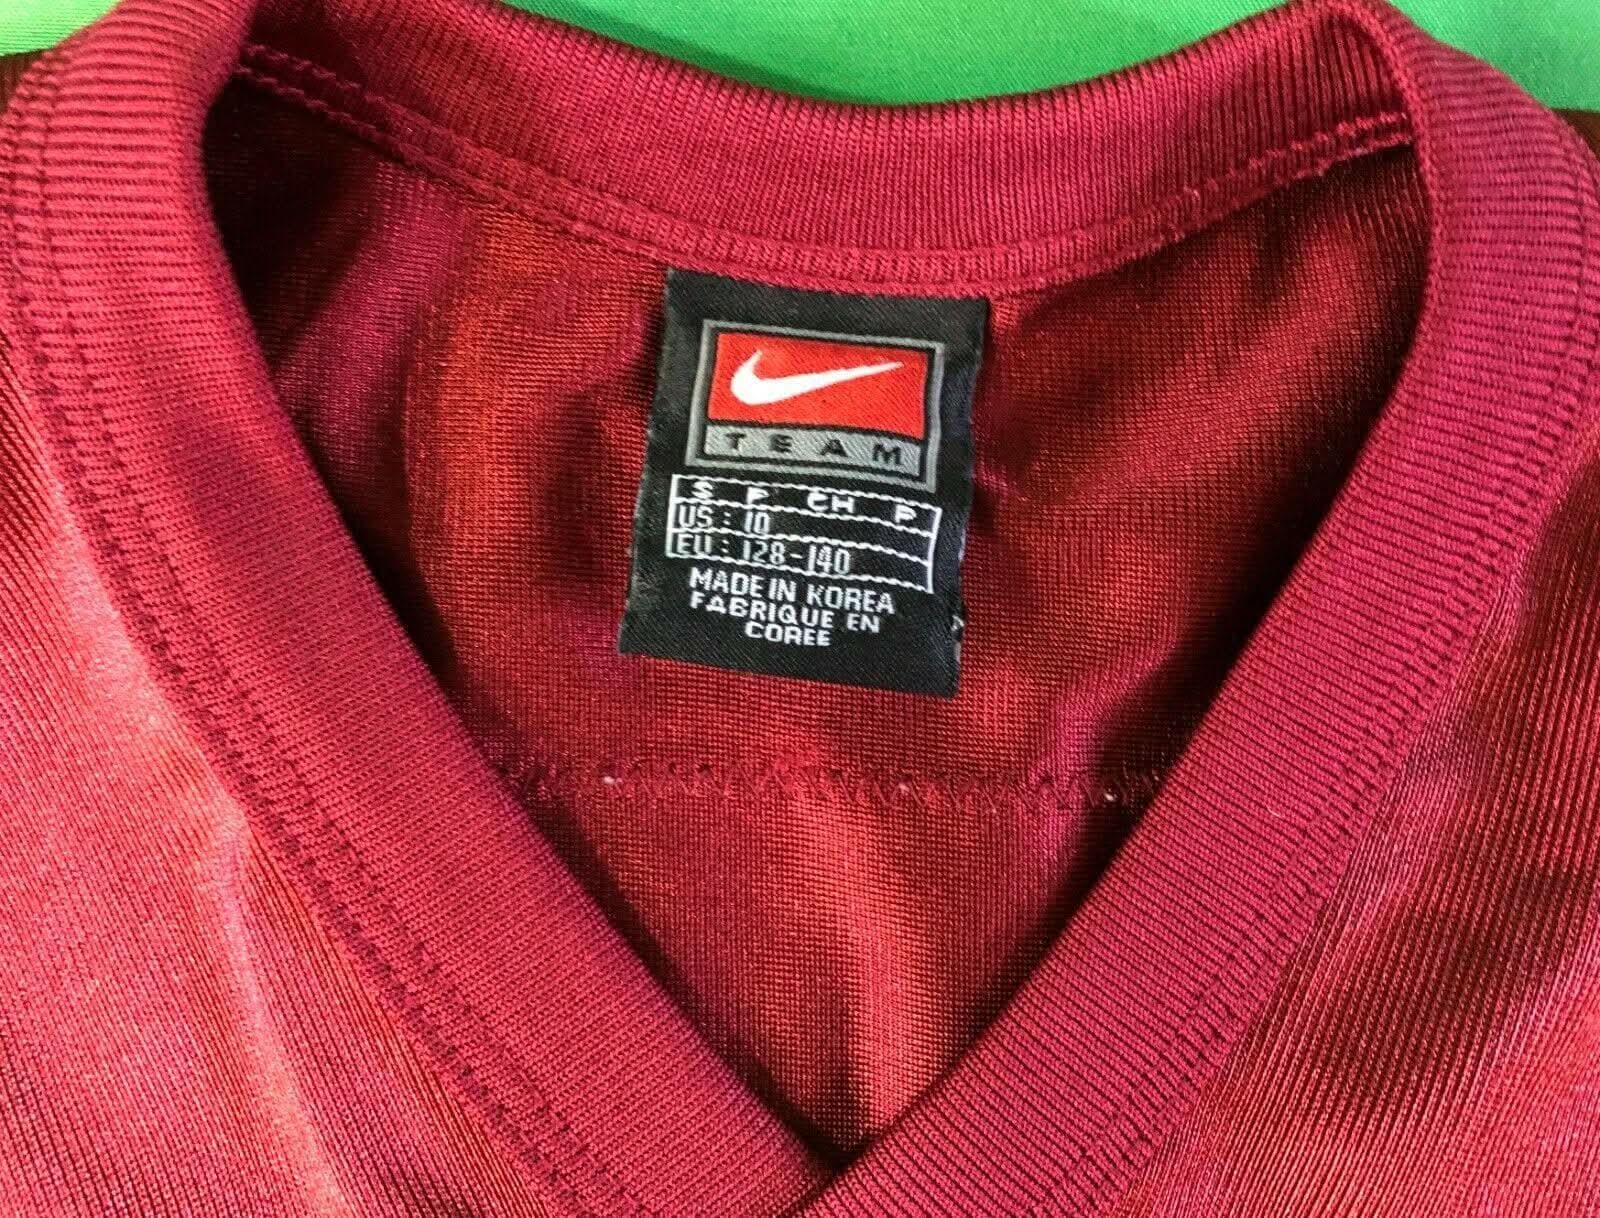 TEAM
S P CH P
US : 10
EU : 128-140
MADE IN KOREA
FABRIQUE EN
COREE